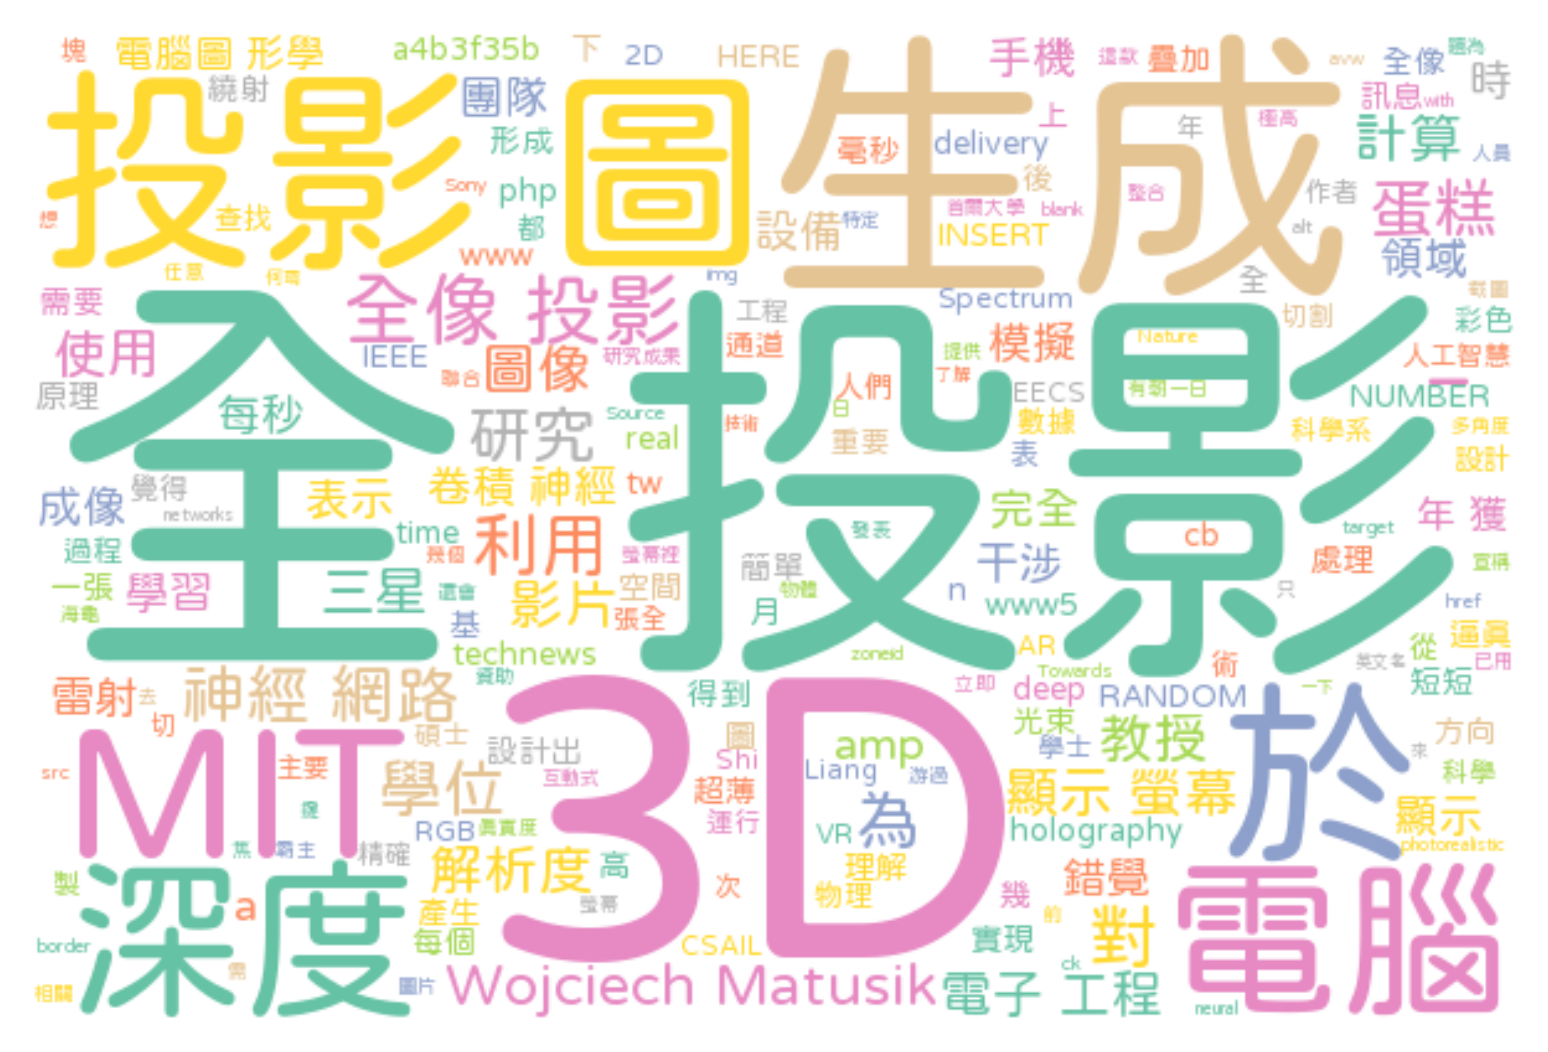 塊 電腦圖 形學 a4b3f35b 下 2D HERE 手機 這款 疊加 avw 全像 還為
投影圖 生成 繞射 團隊 時
訊息 with
形成 毫秒 delivery 上 年 極高 計算 人員
Sony php 後 整合 作者 蛋糕
想 查找 都 設備 特定 首爾大學 blank INSERT alt
www 領域
任意 何需 img 全
需要 全像 投影 工程 Spectrum 切割 截圖 彩色
使用 IEEE 圖像 研究成果 通道 提供 模擬 Nature 人工智慧
聯合 了解 一
原理 全投影 人們 EECS 有朝一日 NUMBER
每秒 研究 Source 技術 日 數據 科學系 多角度
real 重要 表 設計
覺得 表示 卷積 神經 tw
成像 networks 完全 年 獲
time 利用 發表 cb target
過程 幾個 螢幕裡 簡單 干涉 處理 宣稱
一張 學習 三星 還會 影片 空間 物體 n 只
海龜 基 張全 月 www5 href
technews zoneid AR 從 逼真
資助 Towards 術 英文名 已用
雷射 去 神經 網路 得到 立即 deep RANDOM 一下 短短
切 碩士 圖 光束 於
MIT 設計出 3D Shi amp 學士 教授 來 方向
src 主要 學位 互動式 超薄 Liang 游過 科學
運行 為 顯示 螢幕 顯示
RGB 真實度 VR holography
焦 霸主 精確 photorealistic
深度 解析度 高 理解 錯覺 電腦
製 次 物理 幾
a 產生 螢幕 前 對
border 每個 CSAIL 實現
需 ck
相關 圖片 Wojciech Matusik 電子 工程 neural